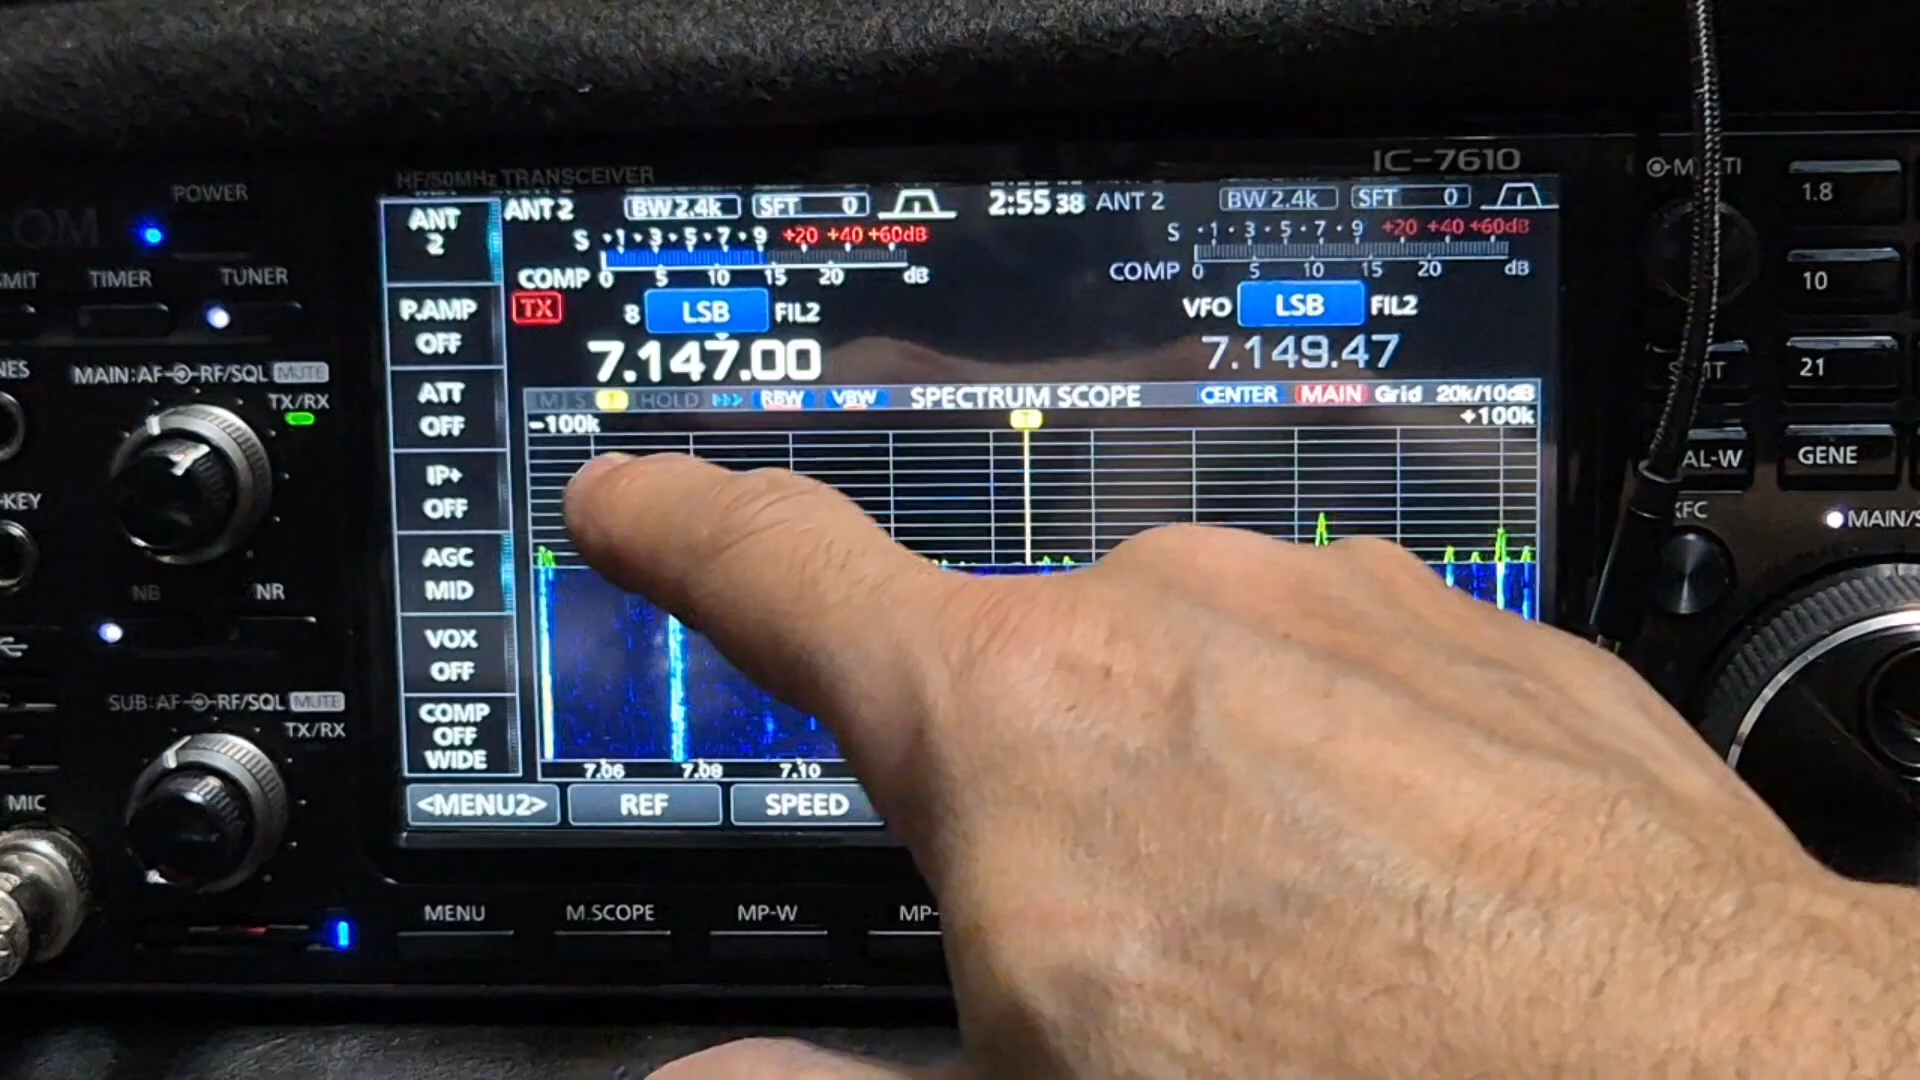 HF/50MHz TRANSCEIVER
IC-7610
MULTI
POWER
TIMER
TUNER
MAIN:AF RF/SQL MUTE
TX/RX
KEY
NB
NR
SUB:AF RF/SQL MUTE
TX/RX
MIC
ANT 2
P.AMP OFF
ATT OFF
IP+ OFF
AGC MID
VOX OFF
COMP OFF WIDE
ANT 2 BW 2.4k SFT 0
2:55 38
ANT 2 BW 2.4k SFT 0
S 1 3 5 7 9 +20 +40 +60dB
S 1 3 5 7 9 +20 +40 +60dB
COMP 0 5 10 15 20 dB
COMP 0 5 10 15 20 dB
TX 8 LSB FIL2
VFO LSB FIL2
7.147.00
7.149.47
HOLD RBW VBW SPECTRUM SCOPE CENTER MAIN Grid 20k/10dB
-100k
T
+100k
7.06 7.08 7.10
<MENU2> REF SPEED
MENU
M.SCOPE
MP-W
MP-
1.8
10
21
GENE
AL-W
MAIN/S